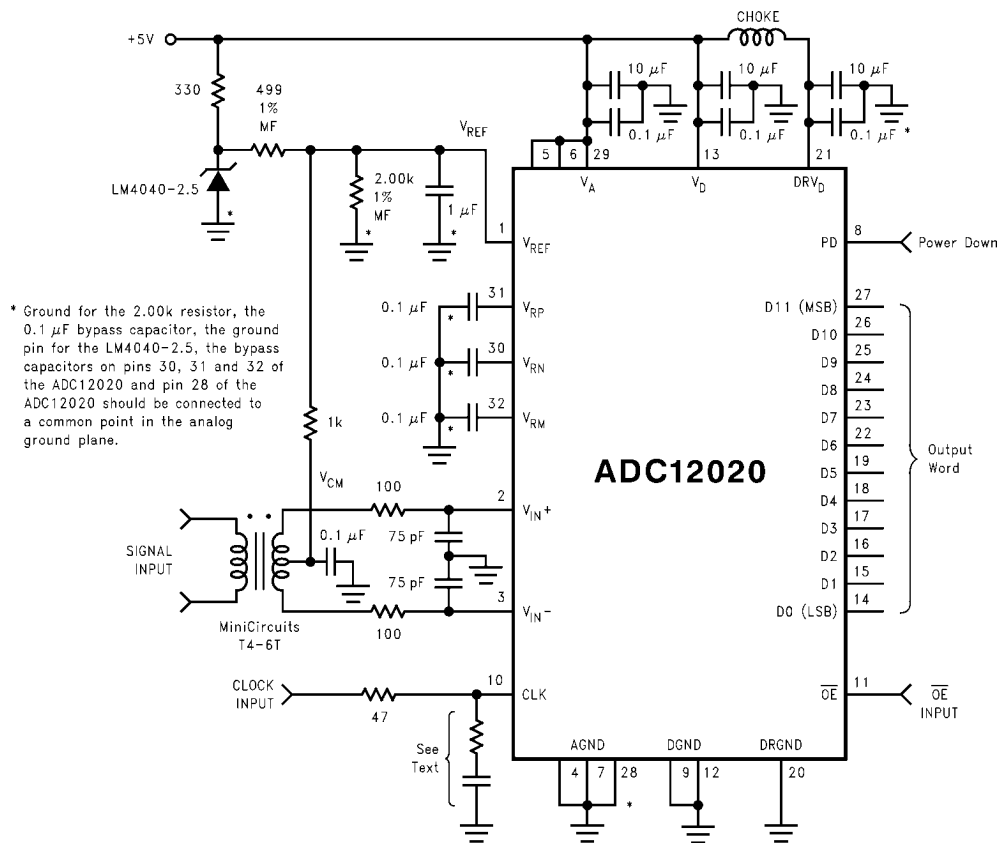 CHOKE
+5V
330
499
1%
MF
VREF
10 µF
10 µF
10 µF
0.1 µF
0.1 µF
0.1 µF *
LM4040-2.5
*
2.00k
1%
MF
*
1 µF
*
5 6 29
13
21
VA
VD
DRVD
1
VREF
8
PD
Power Down
* Ground for the 2.00k resistor, the
0.1 µF bypass capacitor, the ground
pin for the LM4040-2.5, the bypass
capacitors on pins 30, 31 and 32 of
the ADC12020 and pin 28 of the
ADC12020 should be connected to
a common point in the analog
ground plane.
0.1 µF
*
31
VRP
0.1 µF
*
30
VRN
0.1 µF
*
32
VRM
D11 (MSB) 27
D10 26
D9 25
D8 24
D7 23
D6 22
D5 19
D4 18
D3 17
D2 16
D1 15
D0 (LSB) 14
Output
Word
ADC12020
1k
VCM
100
2
VIN+
75 pF
0.1 µF
SIGNAL
INPUT
75 pF
3
VIN-
100
MiniCircuits
T4-6T
CLOCK
INPUT
47
10
CLK
11
OE
OE
INPUT
See
Text
AGND
DGND
DRGND
4 7 28
*
9 12
20